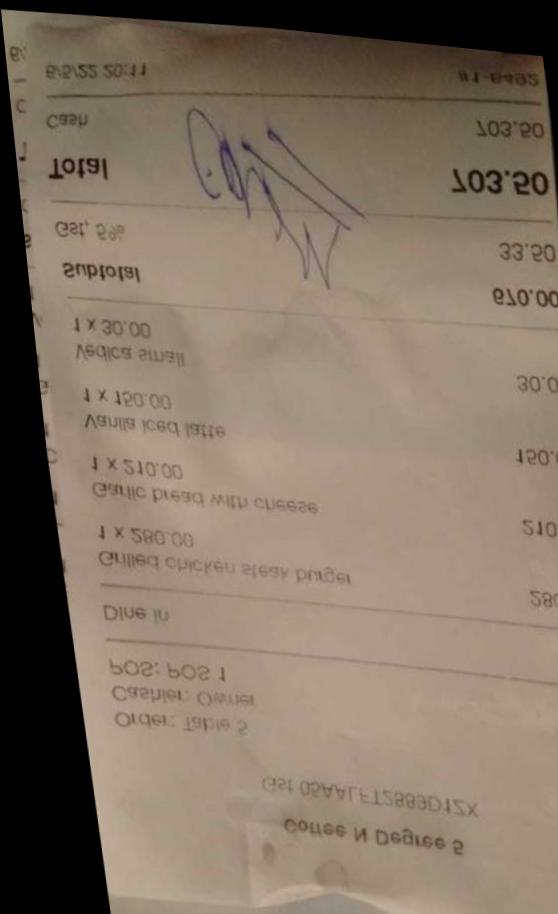 Coffee N Degree 5
Gst 05AALFT2889D1ZX
Order: Table 5
Cashier: Owner
POS: POS 1
Dine in
Grilled chicken steak burger
1 x 280.00 280
Garlic bread with cheese
1 x 210.00 210
Vanila iced latte
1 x 150.00 150.
Vedica small
1 x 30.00 30.0
Subtotal 670.00
Gst, 5% 33.50
Total 703.50
Cash 703.50
6/5/22 20:11 #1-6492